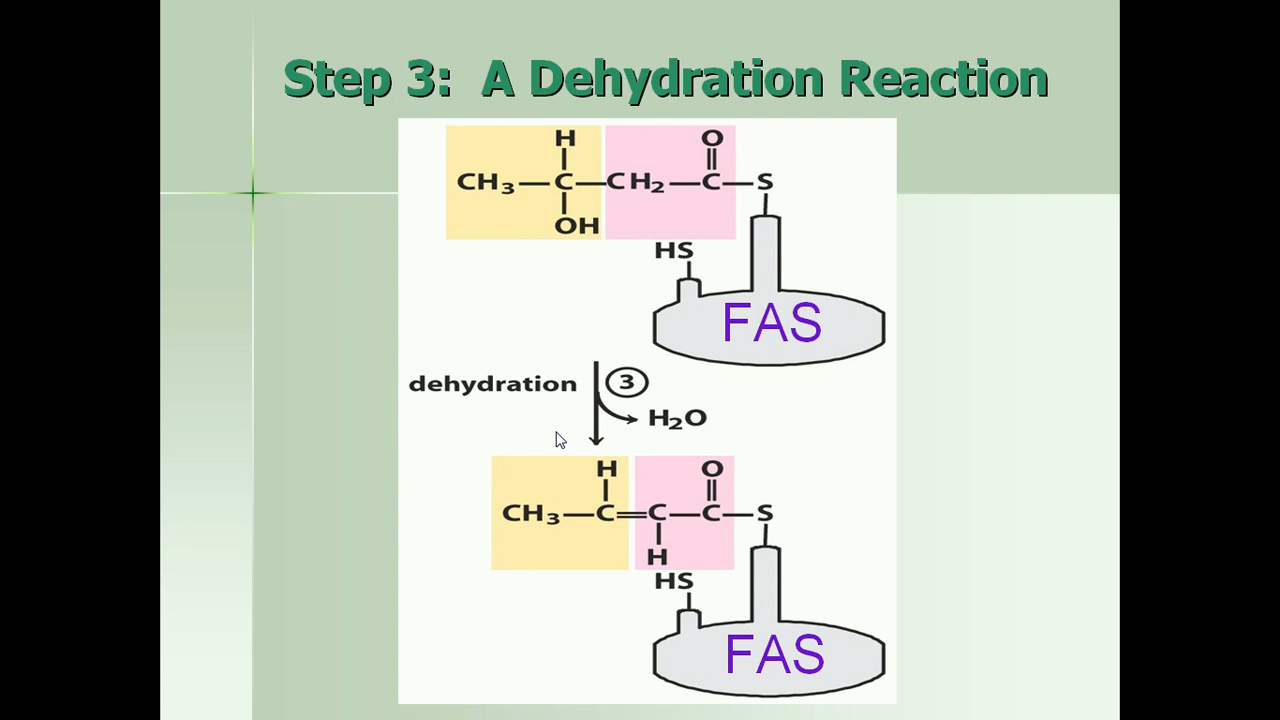 Step 3: A Dehydration Reaction
H O
CH₃—C—CH₂—C—S
OH
HS
FAS
dehydration 3
H₂O
H O
CH₃—C=C—C—S
H
HS
FAS